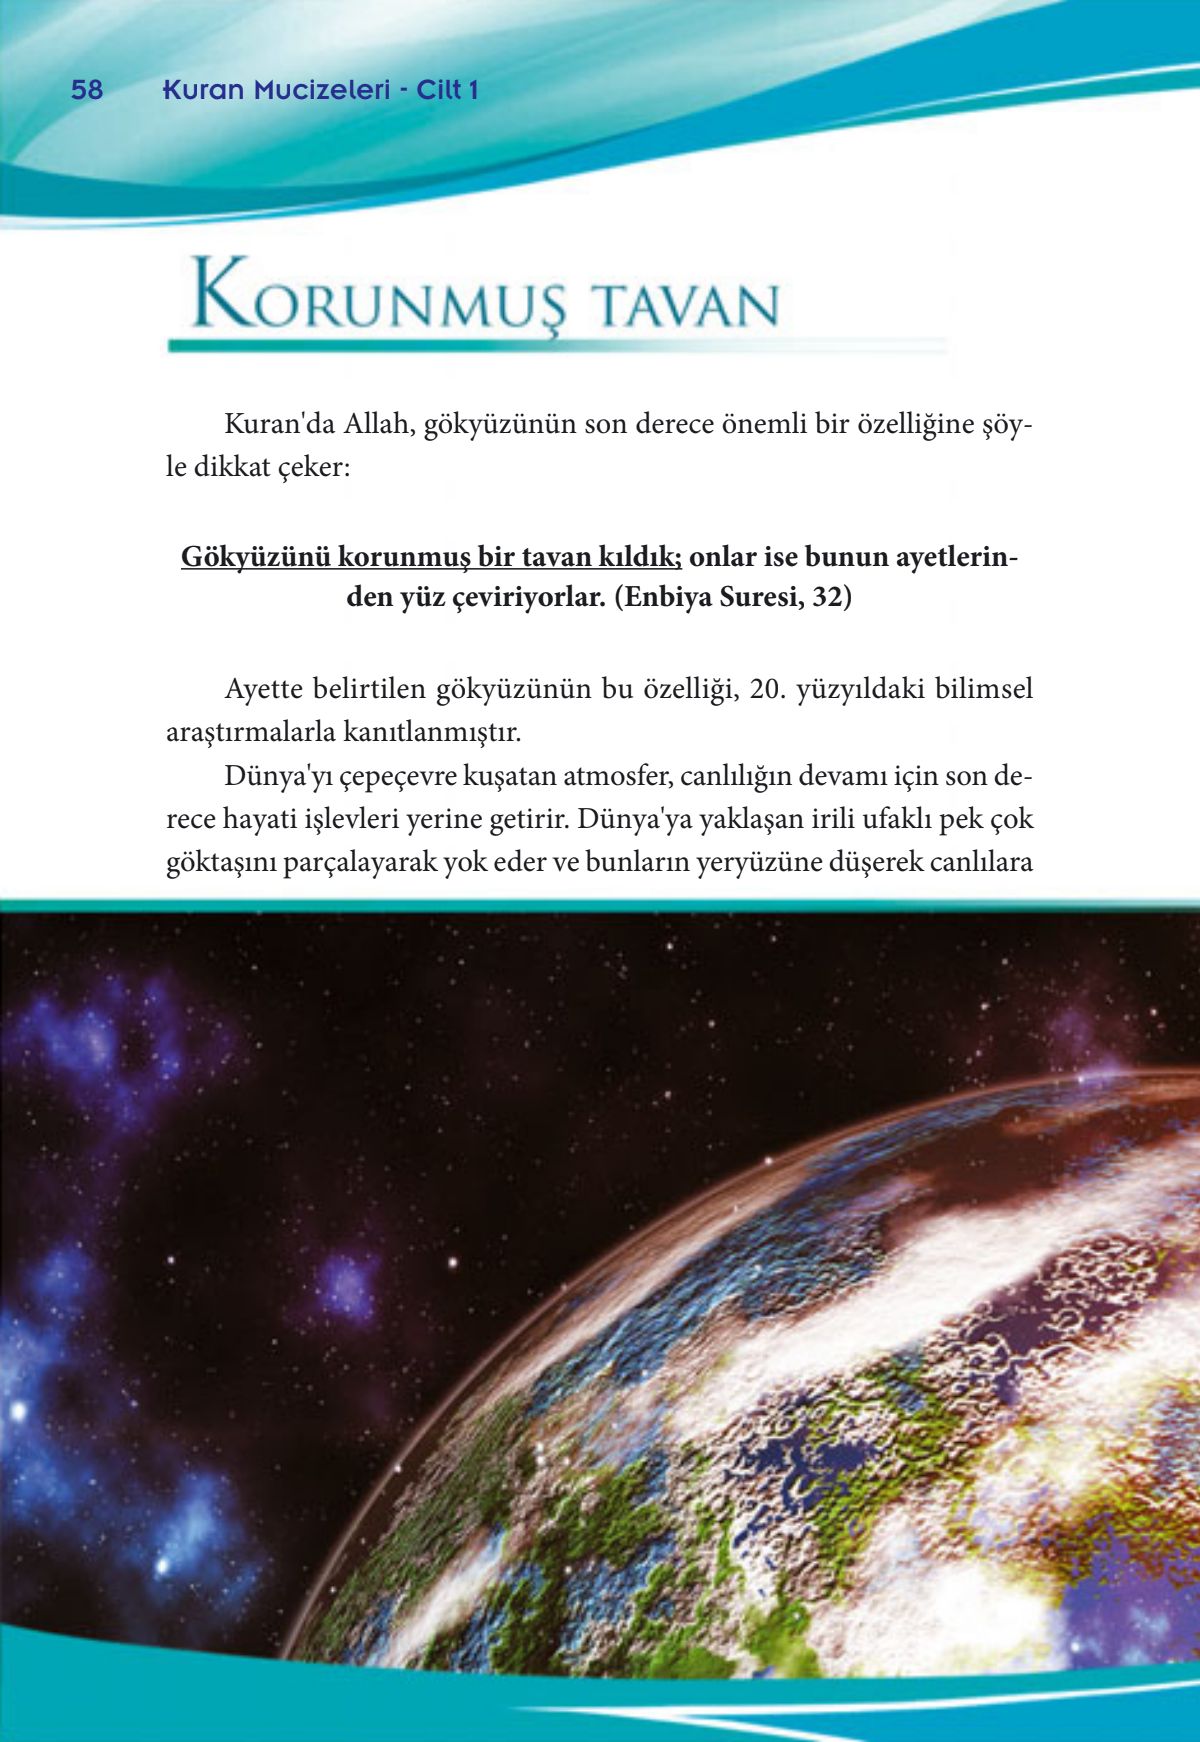 58 Kuran Mucizeleri - Cilt 1
KORUNMUŞ TAVAN
Kuran'da Allah, gökyüzünün son derece önemli bir özelliğine şöy-
le dikkat çeker:
Gökyüzünü korunmuş bir tavan kıldık; onlar ise bunun ayetlerin-
den yüz çeviriyorlar. (Enbiya Suresi, 32)
Ayette belirtilen gökyüzünün bu özelliği, 20. yüzyıldaki bilimsel
araştırmalarla kanıtlanmıştır.
Dünya'yı çepeçevre kuşatan atmosfer, canlılığın devamı için son de-
rece hayati işlevleri yerine getirir. Dünya'ya yaklaşan irili ufaklı pek çok
göktaşını parçalayarak yok eder ve bunların yeryüzüne düşerek canlılara